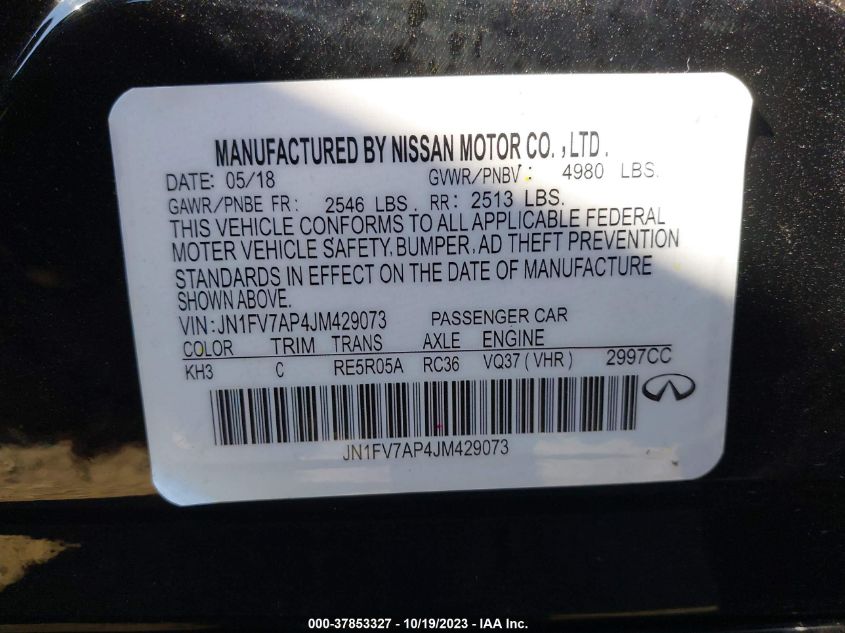 MANUFACTURED BY NISSAN MOTOR CO. ,LTD.
DATE: 05/18 GVWR/PNBV: 4980 LBS.
GAWR/PNBE FR: 2546 LBS. RR: 2513 LBS.
THIS VEHICLE CONFORMS TO ALL APPLICABLE FEDERAL
MOTER VEHICLE SAFETY, BUMPER, AD THEFT PREVENTION
STANDARDS IN EFFECT ON THE DATE OF MANUFACTURE
SHOWN ABOVE.
VIN: JN1FV7AP4JM429073 PASSENGER CAR
COLOR TRIM TRANS AXLE ENGINE
KH3 C RE5R05A RC36 VQ37 (VHR) 2997CC
JN1FV7AP4JM429073
000-37853327 - 10/19/2023 - IAA Inc.